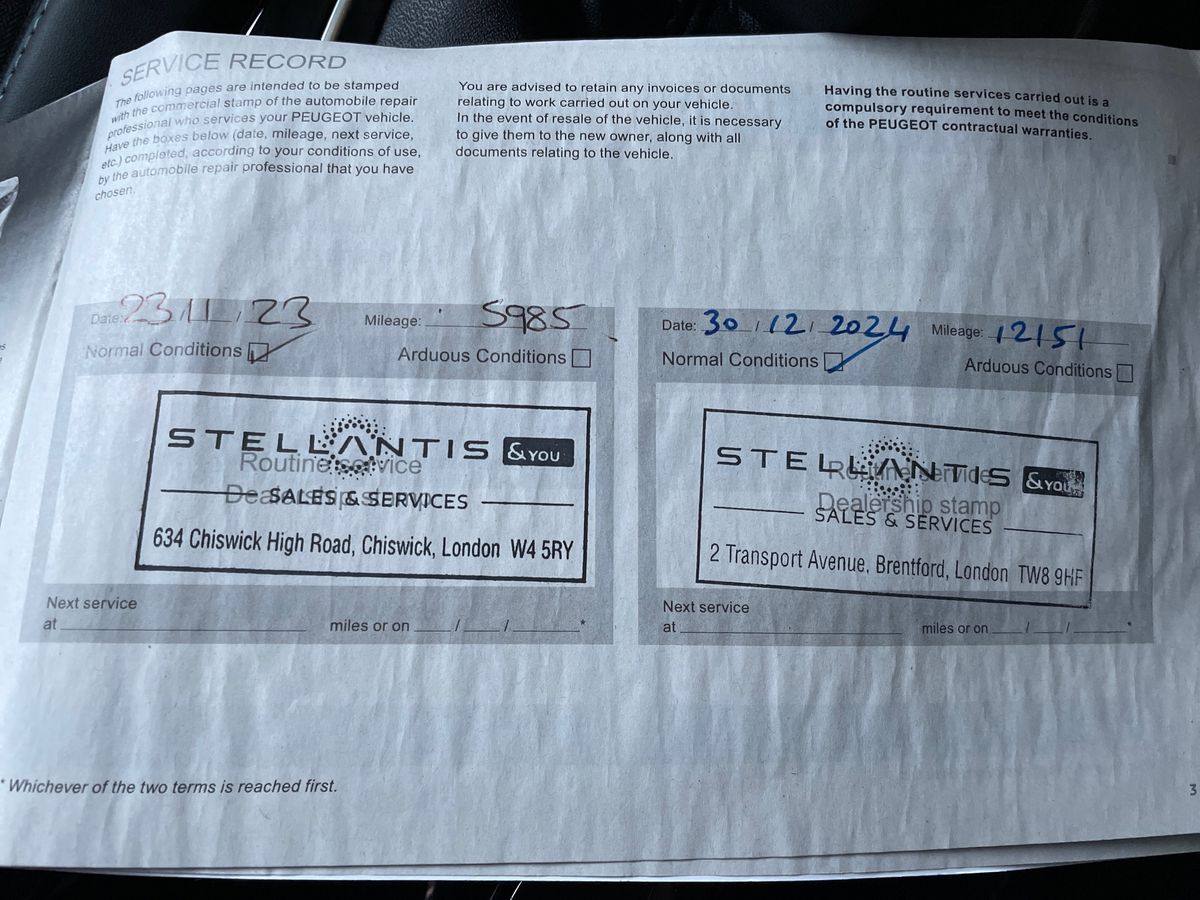 SERVICE RECORD
The following pages are intended to be stamped
with the commercial stamp of the automobile repair
professional who services your PEUGEOT vehicle.
Have the boxes below (date, mileage, next service,
etc.) completed, according to your conditions of use,
by the automobile repair professional that you have
chosen.
You are advised to retain any invoices or documents
relating to work carried out on your vehicle.
In the event of resale of the vehicle, it is necessary
to give them to the new owner, along with all
documents relating to the vehicle.
Having the routine services carried out is a
compulsory requirement to meet the conditions
of the PEUGEOT contractual warranties.
Date: 23/11/23 Mileage: 5985
Normal Conditions Arduous Conditions
STELLANTIS &YOU
Routine service
Dealership stamp
SALES & SERVICES
634 Chiswick High Road, Chiswick, London W4 5RY
Next service
at miles or on / / *
Date: 30/12/2024 Mileage: 12151
Normal Conditions Arduous Conditions
STELLANTIS &YOU
Routine service
Dealership stamp
SALES & SERVICES
2 Transport Avenue, Brentford, London TW8 9HF
Next service
at miles or on / / *
* Whichever of the two terms is reached first.
3